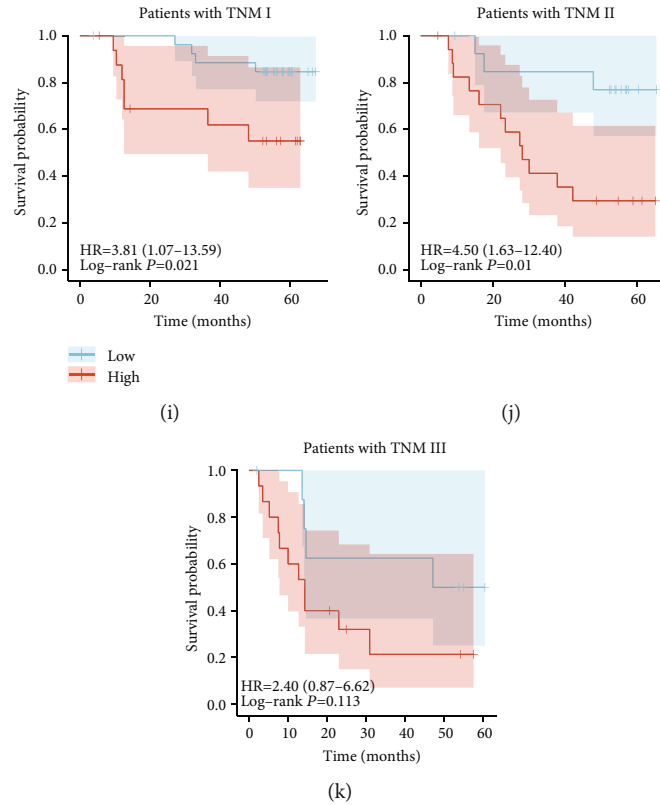 Patients with TNM I
Survival probability
1.0
0.8
0.6
0.4
0.2
0.0
HR=3.81 (1.07–13.59)
Log–rank P=0.021
0 20 40 60
Time (months)
Low
High
(i)
Patients with TNM II
Survival probability
1.0
0.8
0.6
0.4
0.2
0.0
HR=4.50 (1.63–12.40)
Log–rank P=0.01
0 20 40 60
Time (months)
(j)
Patients with TNM III
Survival probability
1.0
0.8
0.6
0.4
0.2
0.0
HR=2.40 (0.87–6.62)
Log–rank P=0.113
0 10 20 30 40 50 60
Time (months)
(k)